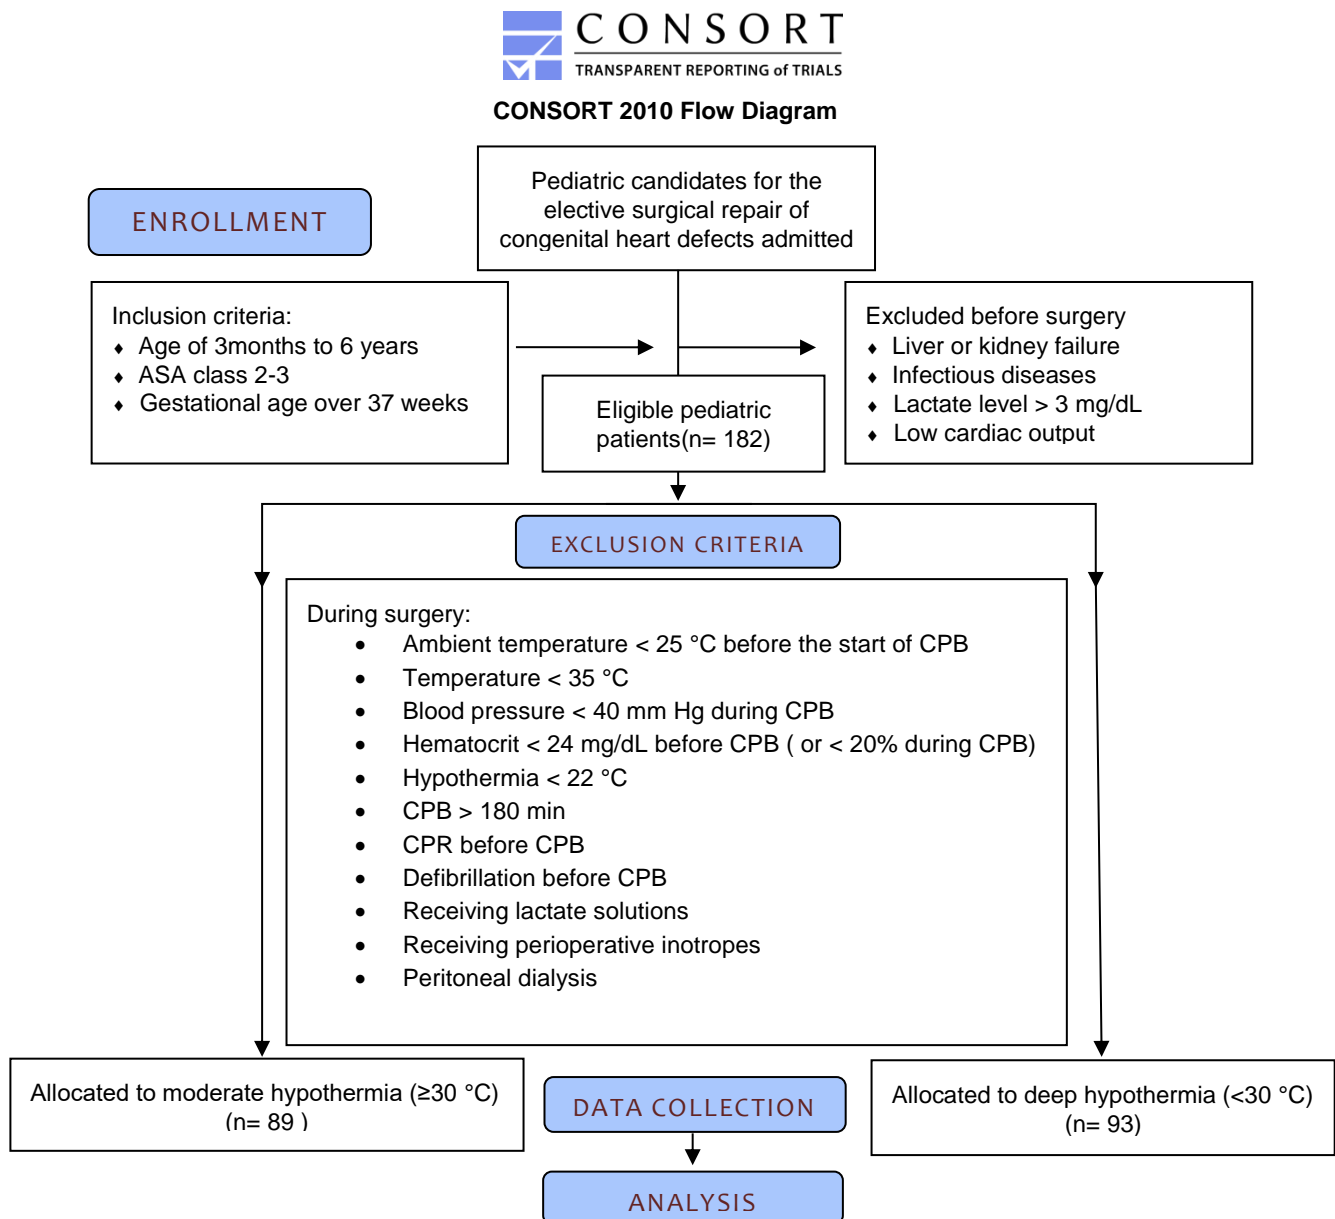 CONSORT
TRANSPARENT REPORTING of TRIALS
CONSORT 2010 Flow Diagram
Pediatric candidates for the
elective surgical repair of
congenital heart defects admitted
ENROLLMENT
Inclusion criteria:
♦ Age of 3months to 6 years
♦ ASA class 2-3
♦ Gestational age over 37 weeks
Excluded before surgery
♦ Liver or kidney failure
♦ Infectious diseases
♦ Lactate level > 3 mg/dL
♦ Low cardiac output
Eligible pediatric
patients(n= 182)
EXCLUSION CRITERIA
During surgery:
• Ambient temperature < 25 °C before the start of CPB
• Temperature < 35 °C
• Blood pressure < 40 mm Hg during CPB
• Hematocrit < 24 mg/dL before CPB ( or < 20% during CPB)
• Hypothermia < 22 °C
• CPB > 180 min
• CPR before CPB
• Defibrillation before CPB
• Receiving lactate solutions
• Receiving perioperative inotropes
• Peritoneal dialysis
Allocated to moderate hypothermia (≥30 °C)
(n= 89 )
DATA COLLECTION
Allocated to deep hypothermia (<30 °C)
(n= 93)
ANALYSIS